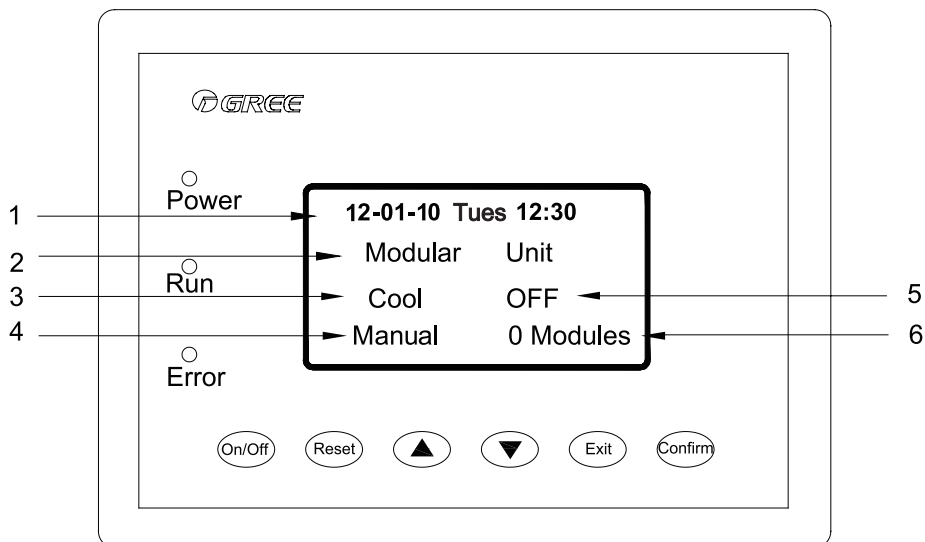 GREE
Power
1
12-01-10 Tues 12:30
2
Modular Unit
Run
3
Cool OFF
5
4
Manual 0 Modules
6
Error
On/Off Reset ▲ ▼ Exit Confirm